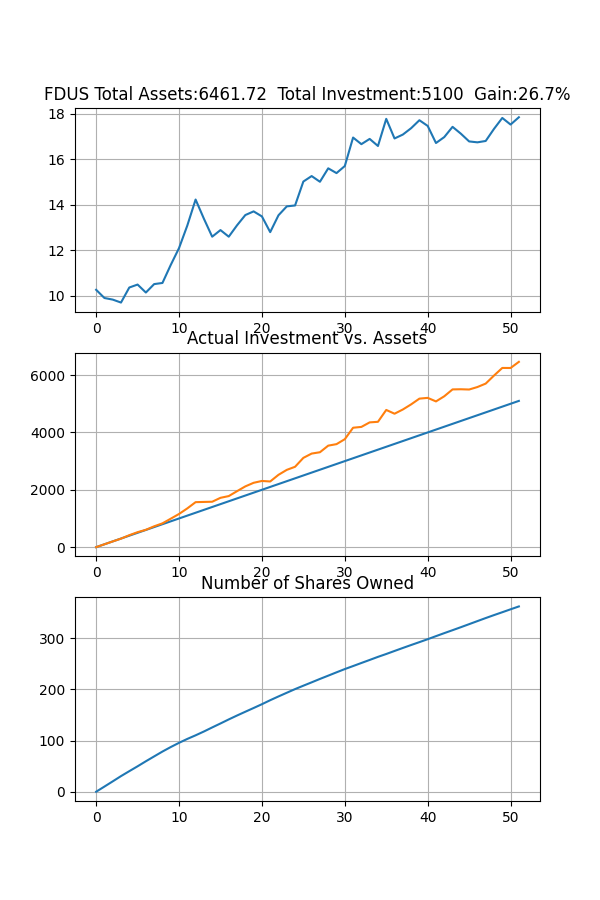 FDUS Total Assets:6461.72  Total Investment:5100  Gain:26.7%
18
16
14
12
10
0 10 20 30 40 50
Actual Investment vs. Assets
6000
4000
2000
0
0 10 20 30 40 50
Number of Shares Owned
300
200
100
0
0 10 20 30 40 50